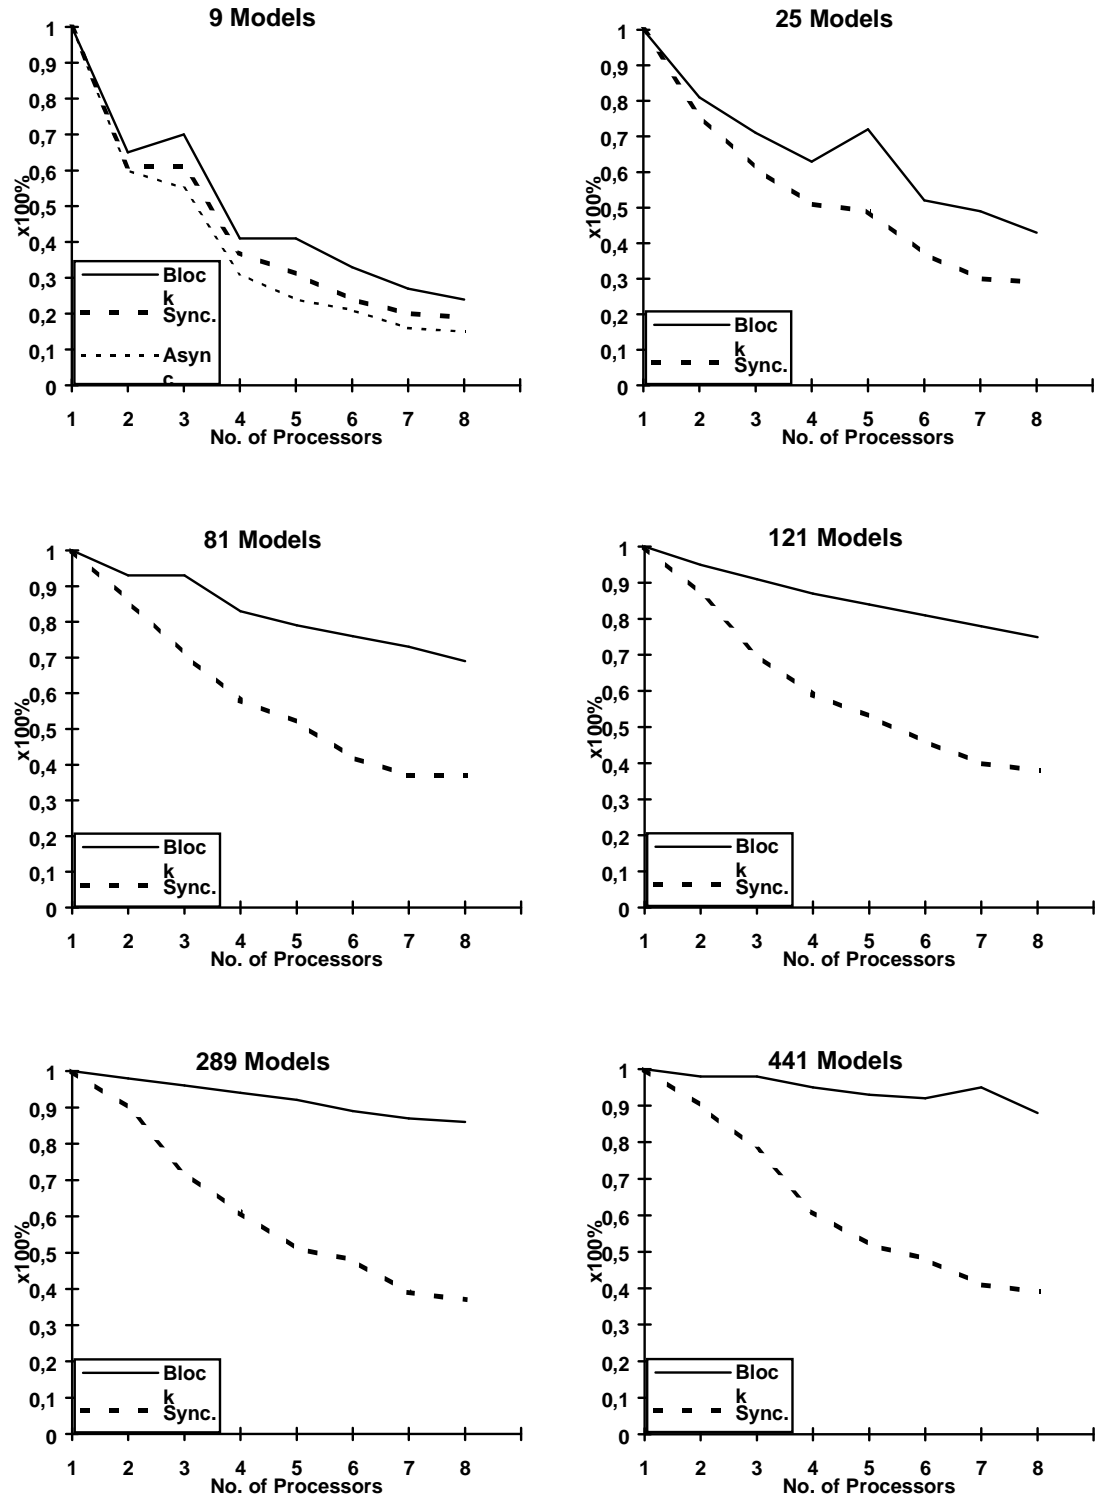 9 Models
1
0,9
0,8
0,7
0,6
0,5
0,4
0,3
0,2
0,1
0
x100%
Bloc
k
Sync.
Asyn
c.
1 2 3 4 5 6 7 8
No. of Processors
25 Models
1
0,9
0,8
0,7
0,6
0,5
0,4
0,3
0,2
0,1
0
x100%
Bloc
k
Sync.
1 2 3 4 5 6 7 8
No. of Processors
81 Models
1
0,9
0,8
0,7
0,6
0,5
0,4
0,3
0,2
0,1
0
x100%
Bloc
k
Sync.
1 2 3 4 5 6 7 8
No. of Processors
121 Models
1
0,9
0,8
0,7
0,6
0,5
0,4
0,3
0,2
0,1
0
x100%
Bloc
k
Sync.
1 2 3 4 5 6 7 8
No. of Processors
289 Models
1
0,9
0,8
0,7
0,6
0,5
0,4
0,3
0,2
0,1
0
x100%
Bloc
k
Sync.
1 2 3 4 5 6 7 8
No. of Processors
441 Models
1
0,9
0,8
0,7
0,6
0,5
0,4
0,3
0,2
0,1
0
x100%
Bloc
k
Sync.
1 2 3 4 5 6 7 8
No. of Processors